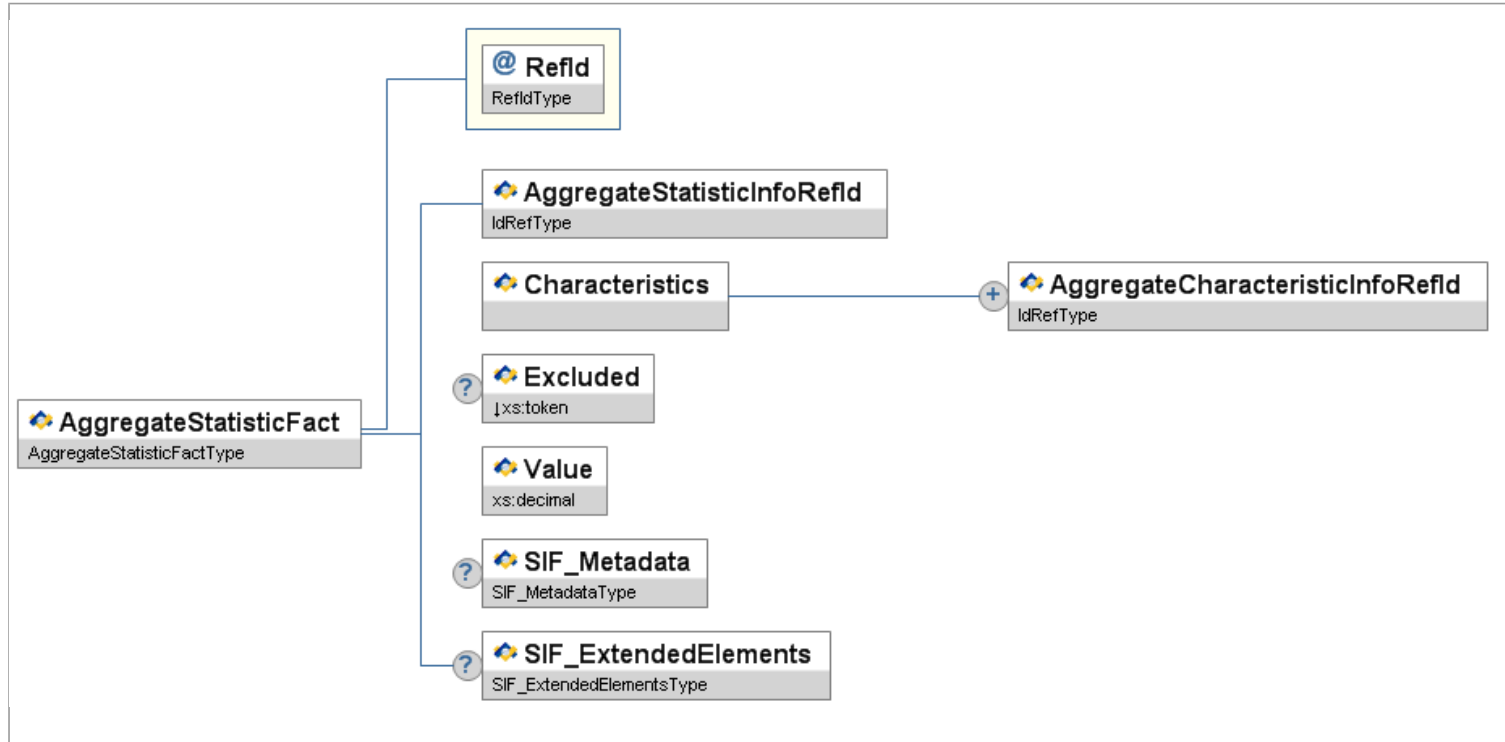 @ RefId
RefIdType
AggregateStatisticInfoRefId
IdRefType
Characteristics
+
AggregateCharacteristicInfoRefId
IdRefType
?
Excluded
↓xs:token
AggregateStatisticFact
AggregateStatisticFactType
Value
xs:decimal
?
SIF_Metadata
SIF_MetadataType
?
SIF_ExtendedElements
SIF_ExtendedElementsType